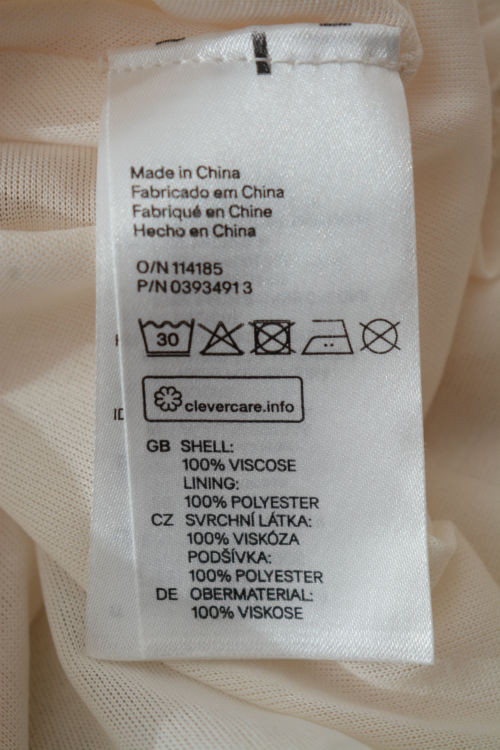 Made in China
Fabricado em China
Fabriqué en Chine
Hecho en China
O/N 114185
P/N 03934913
30
clevercare.info
GB SHELL:
100% VISCOSE
LINING:
100% POLYESTER
CZ SVRCHNÍ LÁTKA:
100% VISKÓZA
PODŠÍVKA:
100% POLYESTER
DE OBERMATERIAL:
100% VISKOSE